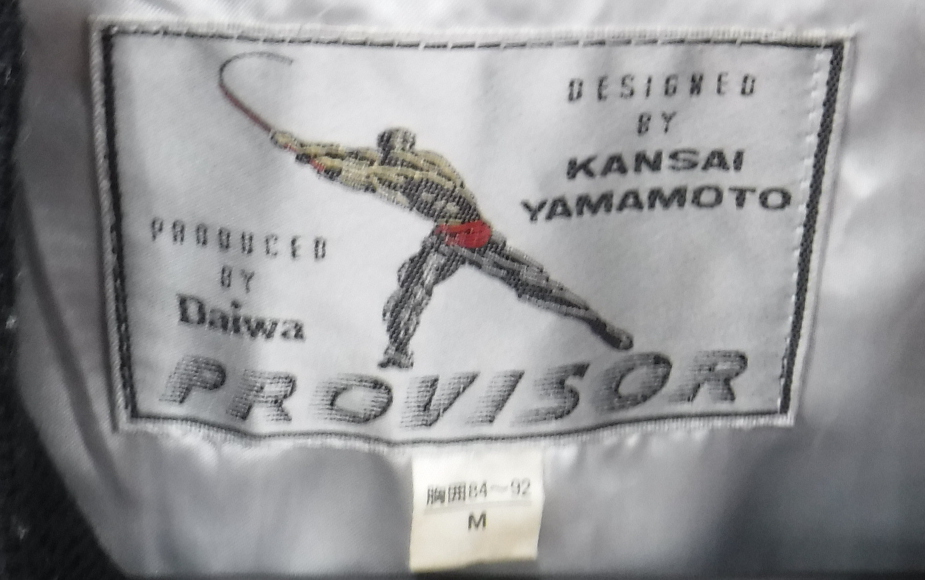 DESIGNED
BY
KANSAI
YAMAMOTO
PRODUCED
BY
Daiwa
PROVISOR
胸囲84～92
M